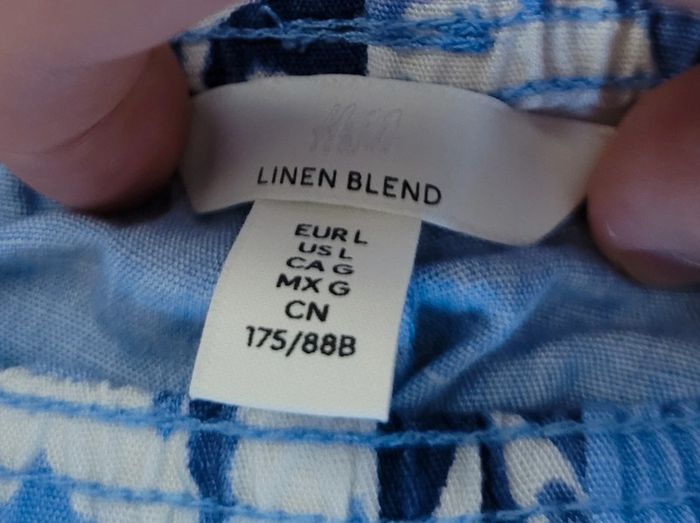 H&M
LINEN BLEND
EUR L
US L
CA G
MX G
CN
175/88B